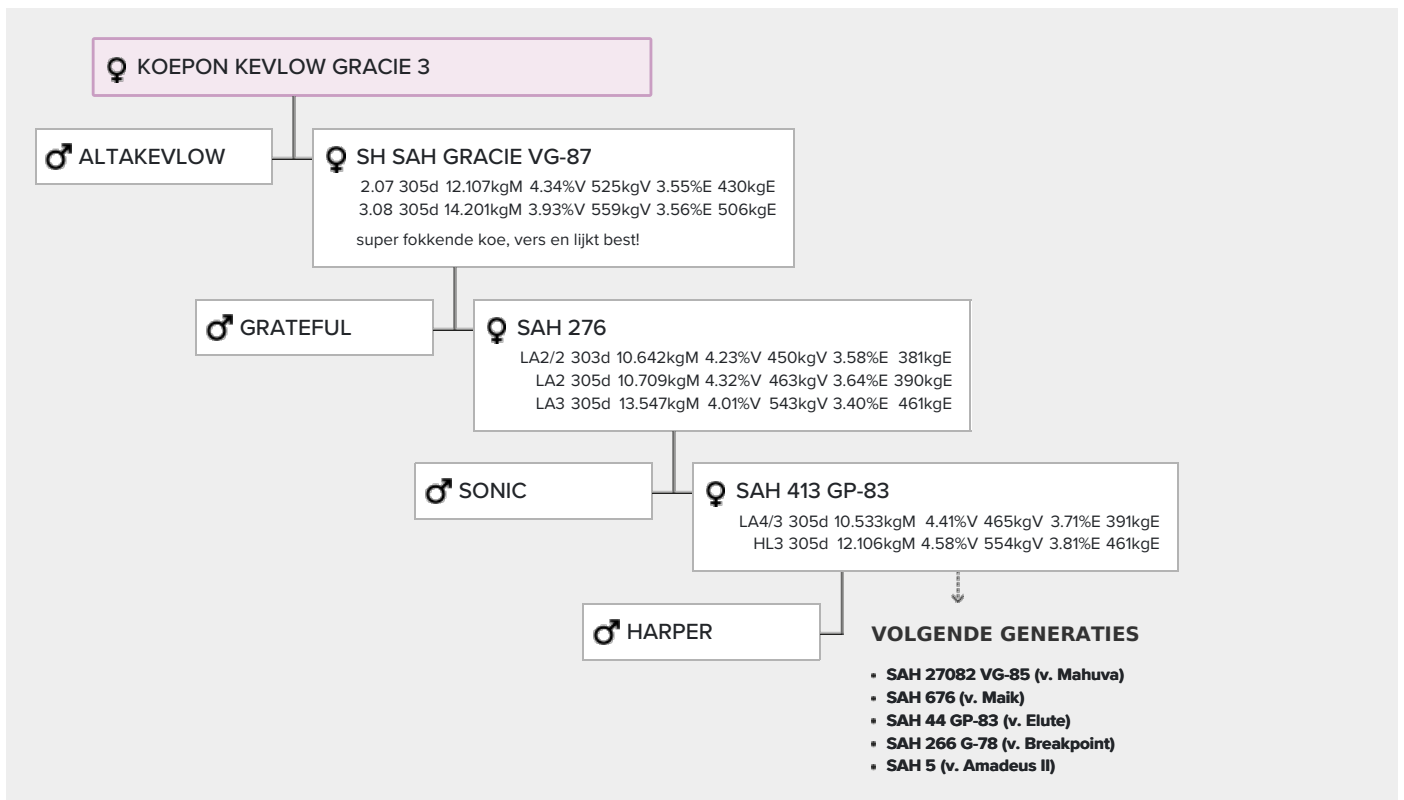 KOEPON KEVLOW GRACIE 3
ALTAKEVLOW
SH SAH GRACIE VG-87
2.07 305d 12.107kgM 4.34%V 525kgV 3.55%E 430kgE
3.08 305d 14.201kgM 3.93%V 559kgV 3.56%E 506kgE
super fokkende koe, vers en lijkt best!
GRATEFUL
SAH 276
LA2/2 303d 10.642kgM 4.23%V 450kgV 3.58%E 381kgE
LA2 305d 10.709kgM 4.32%V 463kgV 3.64%E 390kgE
LA3 305d 13.547kgM 4.01%V 543kgV 3.40%E 461kgE
SONIC
SAH 413 GP-83
LA4/3 305d 10.533kgM 4.41%V 465kgV 3.71%E 391kgE
HL3 305d 12.106kgM 4.58%V 554kgV 3.81%E 461kgE
HARPER
VOLGENDE GENERATIES
• SAH 27082 VG-85 (v. Mahuva)
• SAH 676 (v. Maik)
• SAH 44 GP-83 (v. Elute)
• SAH 266 G-78 (v. Breakpoint)
• SAH 5 (v. Amadeus II)